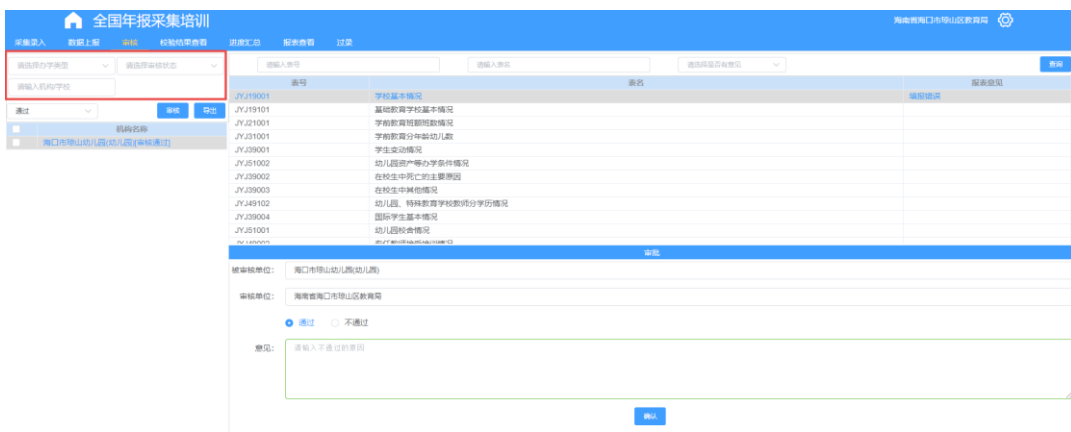 全国年报采集培训
海南省海口市琼山区教育局
采集录入 数据上报 审核 校验结果查看 进度汇总 报表查看 过录
请选择办学类型 请选择审核状态
请输入机构/学校
通过 审核 导出
机构名称
海口市琼山幼儿园(幼儿园)[审核通过]
请输入表号 请输入表名 请选择是否有意见 查询
表号 表名 报表意见
JYJ19001 学校基本情况 填报错误
JYJ19101 基础教育学校基本情况
JYJ21001 学前教育班额班数情况
JYJ31001 学前教育分年龄幼儿数
JYJ39001 学生变动情况
JYJ51002 幼儿园资产等办学条件情况
JYJ39002 在校生中死亡的主要原因
JYJ39003 在校生中其他情况
JYJ49102 幼儿园、特殊教育学校教师分学历情况
JYJ39004 国际学生基本情况
JYJ51001 幼儿园校舍情况
审批
被审核单位: 海口市琼山幼儿园(幼儿园)
审核单位: 海南省海口市琼山区教育局
通过 不通过
意见: 请输入不通过的原因
确认